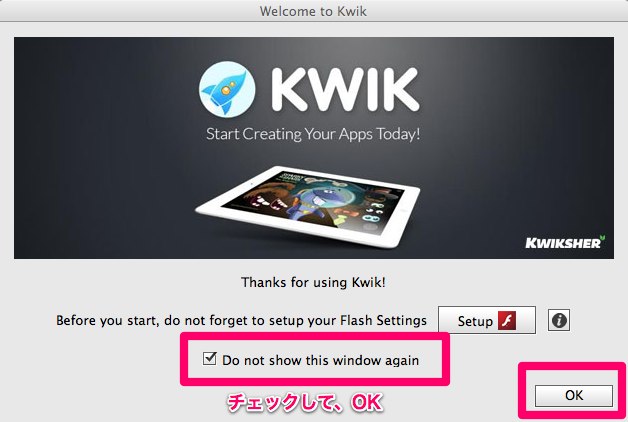 Welcome to Kwik
KWIK
Start Creating Your Apps Today!
KWIKSHER
Thanks for using Kwik!
Before you start, do not forget to setup your Flash Settings Setup
Do not show this window again
チェックして、OK
OK